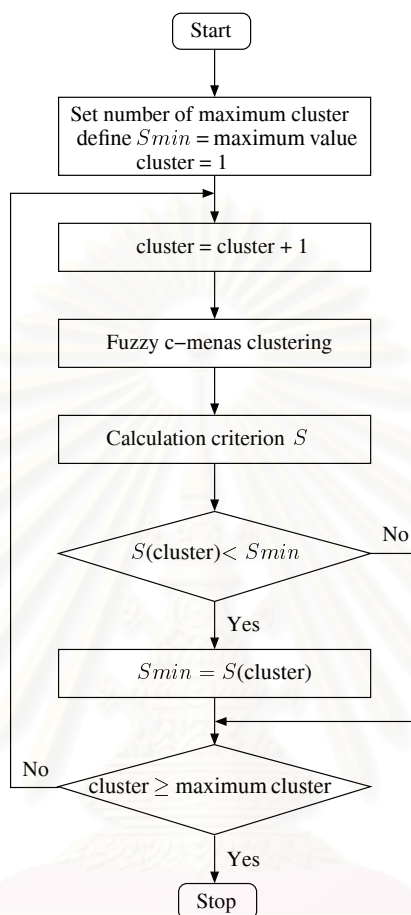 Start
Set number of maximum cluster
define Smin = maximum value
cluster = 1
cluster = cluster + 1
Fuzzy c−menas clustering
Calculation criterion S
S(cluster)< Smin
No
Yes
Smin = S(cluster)
No
cluster ≥ maximum cluster
Yes
Stop